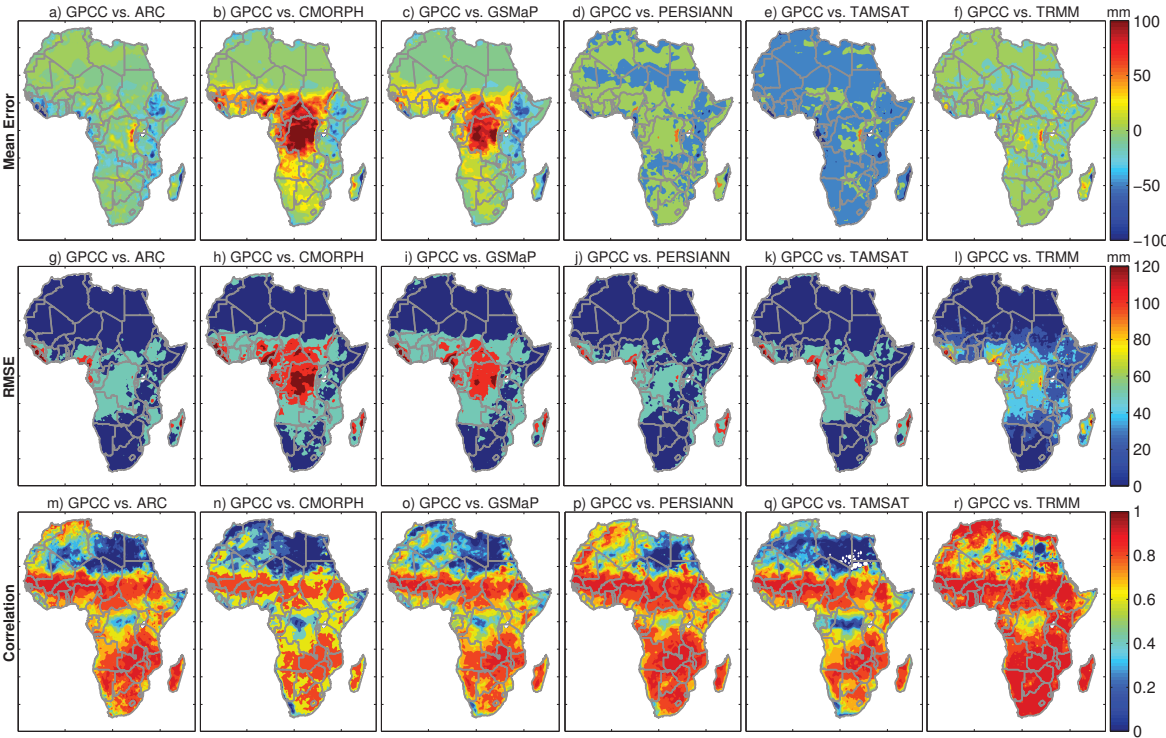 a) GPCC vs. ARC
b) GPCC vs. CMORPH
c) GPCC vs. GSMaP
d) GPCC vs. PERSIANN
e) GPCC vs. TAMSAT
f) GPCC vs. TRMM
mm
100
50
0
−50
−100
Mean Error
g) GPCC vs. ARC
h) GPCC vs. CMORPH
i) GPCC vs. GSMaP
j) GPCC vs. PERSIANN
k) GPCC vs. TAMSAT
l) GPCC vs. TRMM
mm
120
100
80
60
40
20
0
RMSE
m) GPCC vs. ARC
n) GPCC vs. CMORPH
o) GPCC vs. GSMaP
p) GPCC vs. PERSIANN
q) GPCC vs. TAMSAT
r) GPCC vs. TRMM
1
0.8
0.6
0.4
0.2
0
Correlation